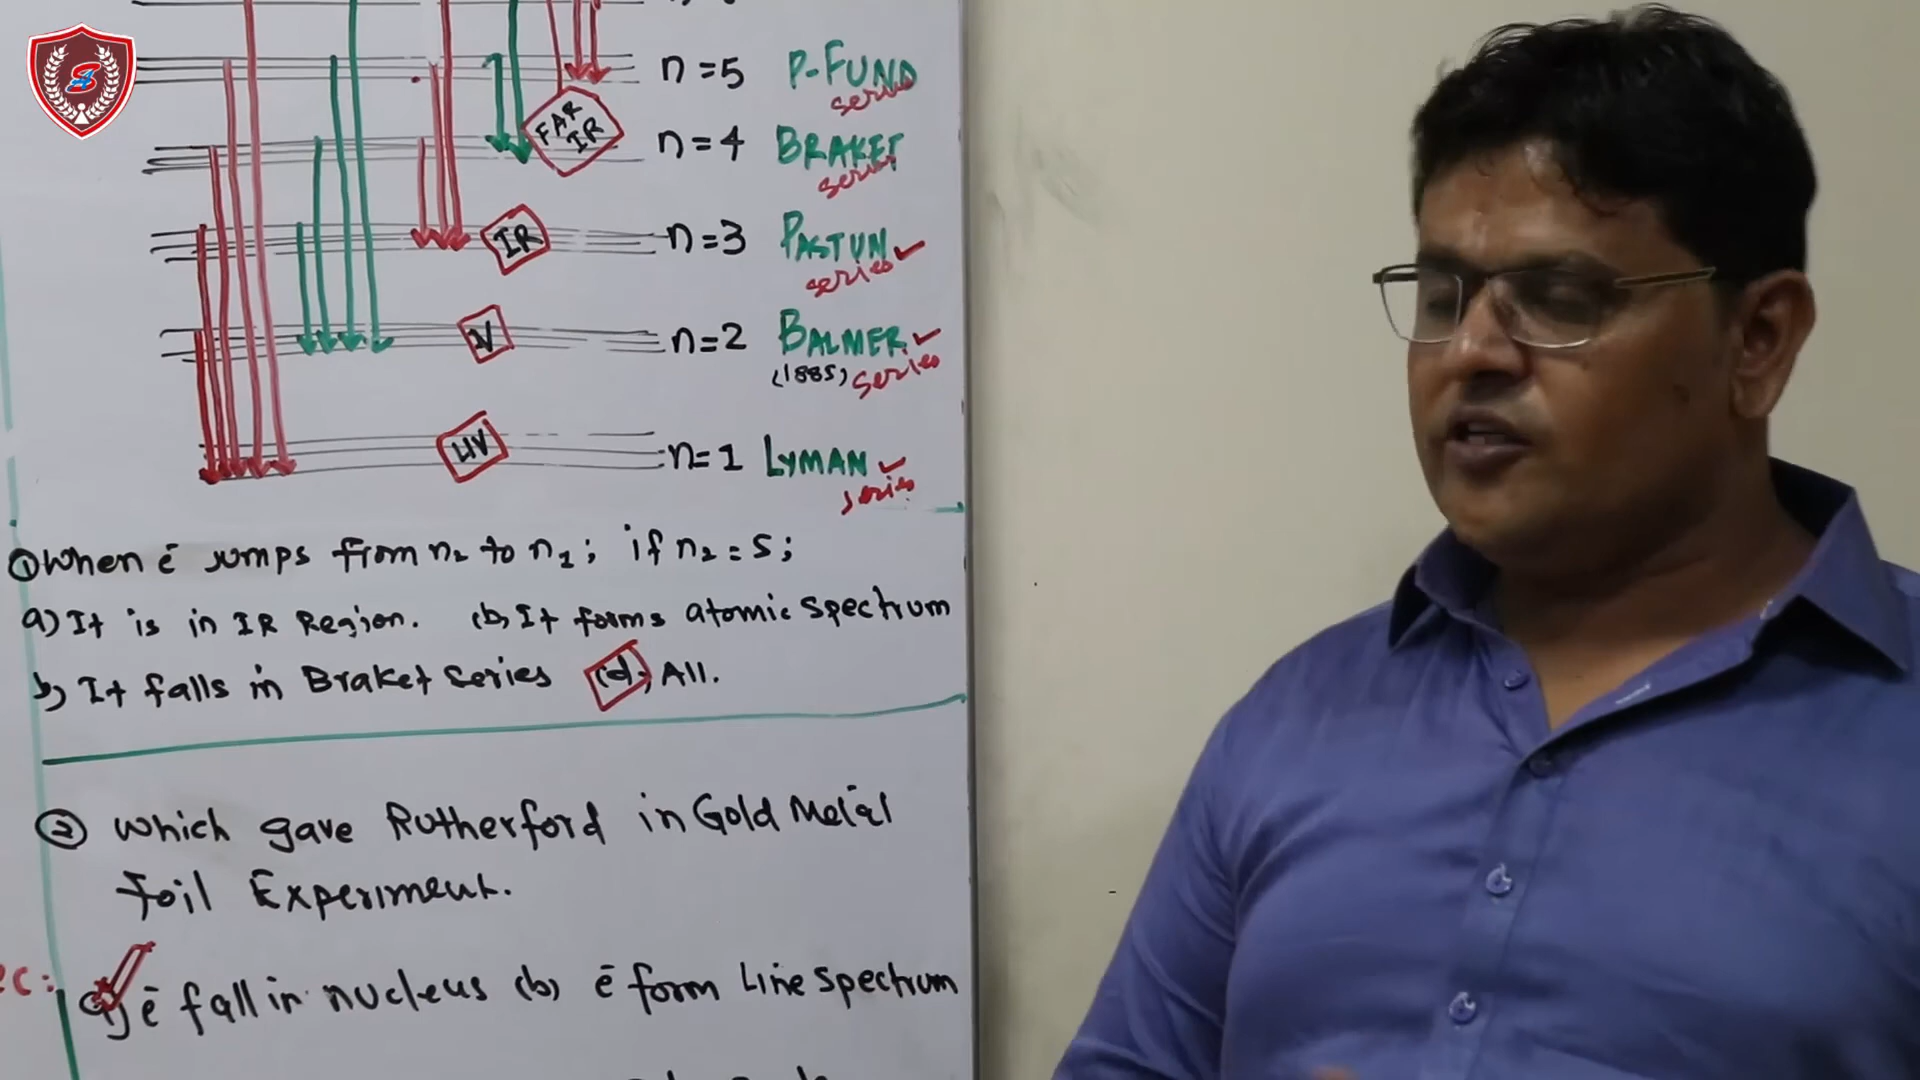 n=5 P-FUND
series
FAR
IR
n=4 BRAKET
series
IR
n=3 PASTUN
series
V
n=2 BALMER
(1885) series
UV
n=1 LYMAN
series
① When ē jumps from n₂ to n₁; if n₂=5;
a) It is in IR Region. (b, It forms atomic spectrum
b) It falls in Braket series (d) All.
② which gave Rutherford in Gold Metal
foil Experiment.
a) ē fall in nucleus (b) ē form Line spectrum